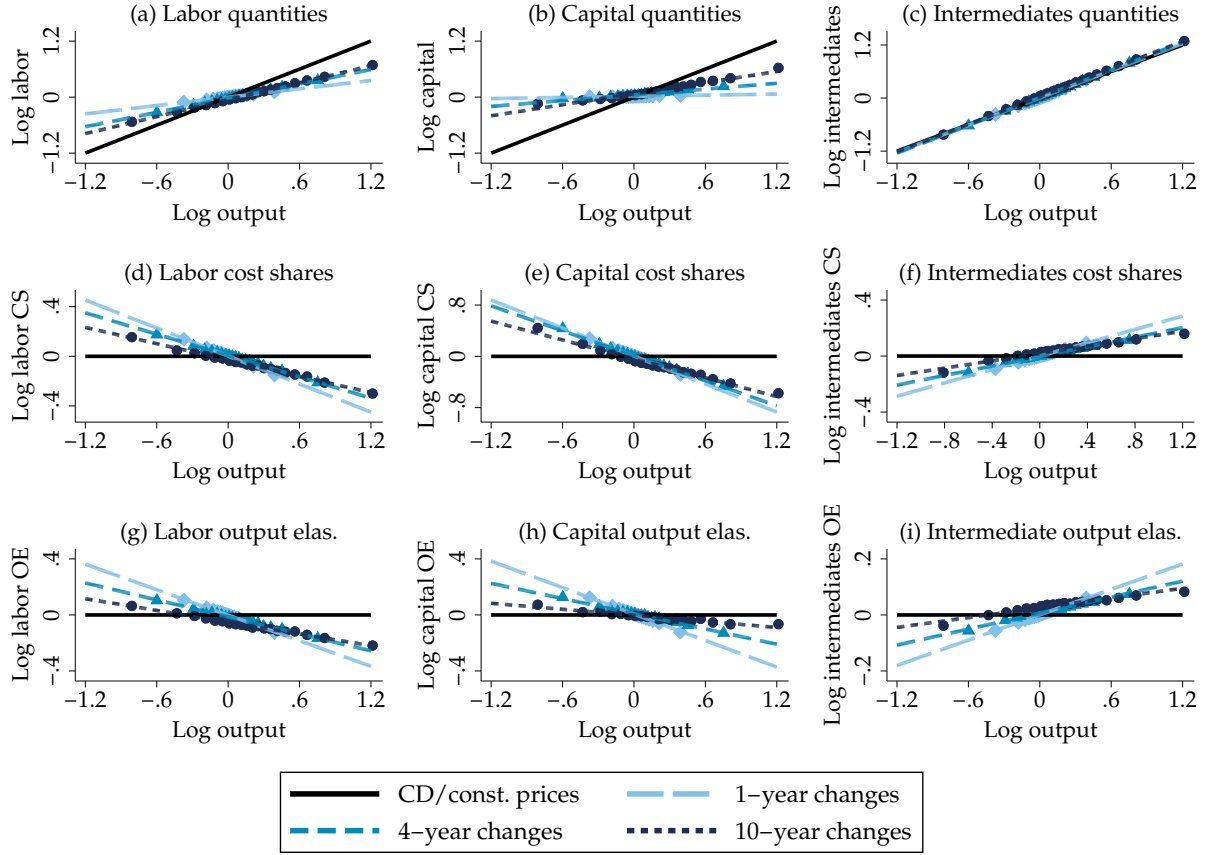 (a) Labor quantities
(b) Capital quantities
(c) Intermediates quantities
Log labor
−1.2 0 1.2
−1.2 −.6 0 .6 1.2
Log output
Log capital
−1.2 0 1.2
−1.2 −.6 0 .6 1.2
Log output
Log intermediates
−1.2 0 1.2
−1.2 −.6 0 .6 1.2
Log output
(d) Labor cost shares
(e) Capital cost shares
(f) Intermediates cost shares
Log labor CS
−.4 0 .4
−1.2 −.6 0 .6 1.2
Log output
Log capital CS
−.8 0 .8
−1.2 −.6 0 .6 1.2
Log output
Log intermediates CS
−.4 0 .4
−1.2 −.8 −.4 0 .4 .8 1.2
Log output
(g) Labor output elas.
(h) Capital output elas.
(i) Intermediate output elas.
Log labor OE
−.4 0 .4
−1.2 −.6 0 .6 1.2
Log output
Log capital OE
−.4 0 .4
−1.2 −.6 0 .6 1.2
Log output
Log intermediates OE
−.2 0 .2
−1.2 −.6 0 .6 1.2
Log output
CD/const. prices
1−year changes
4−year changes
10−year changes